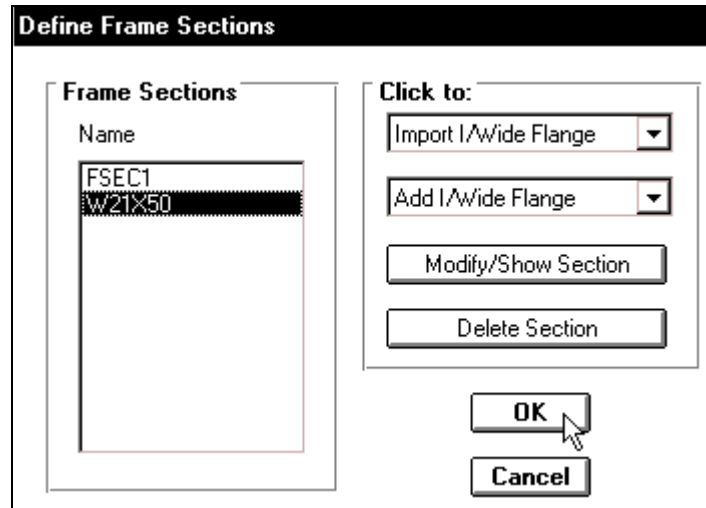 Define Frame Sections
Frame Sections
Name
FSEC1
W21X50
Click to:
Import I/Wide Flange
Add I/Wide Flange
Modify/Show Section
Delete Section
OK
Cancel